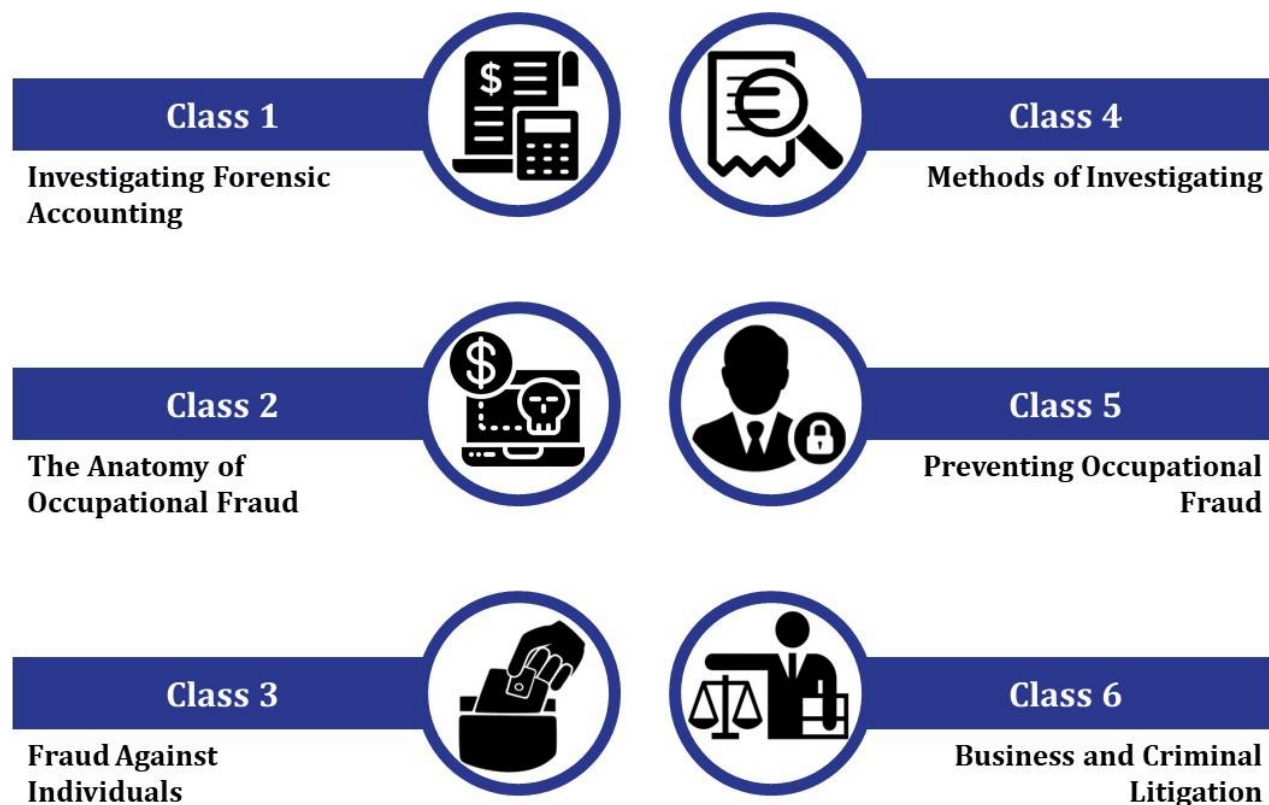 Class 1
Investigating Forensic
Accounting
Class 2
The Anatomy of
Occupational Fraud
Class 3
Fraud Against
Individuals
Class 4
Methods of Investigating
Class 5
Preventing Occupational
Fraud
Class 6
Business and Criminal
Litigation
$
$